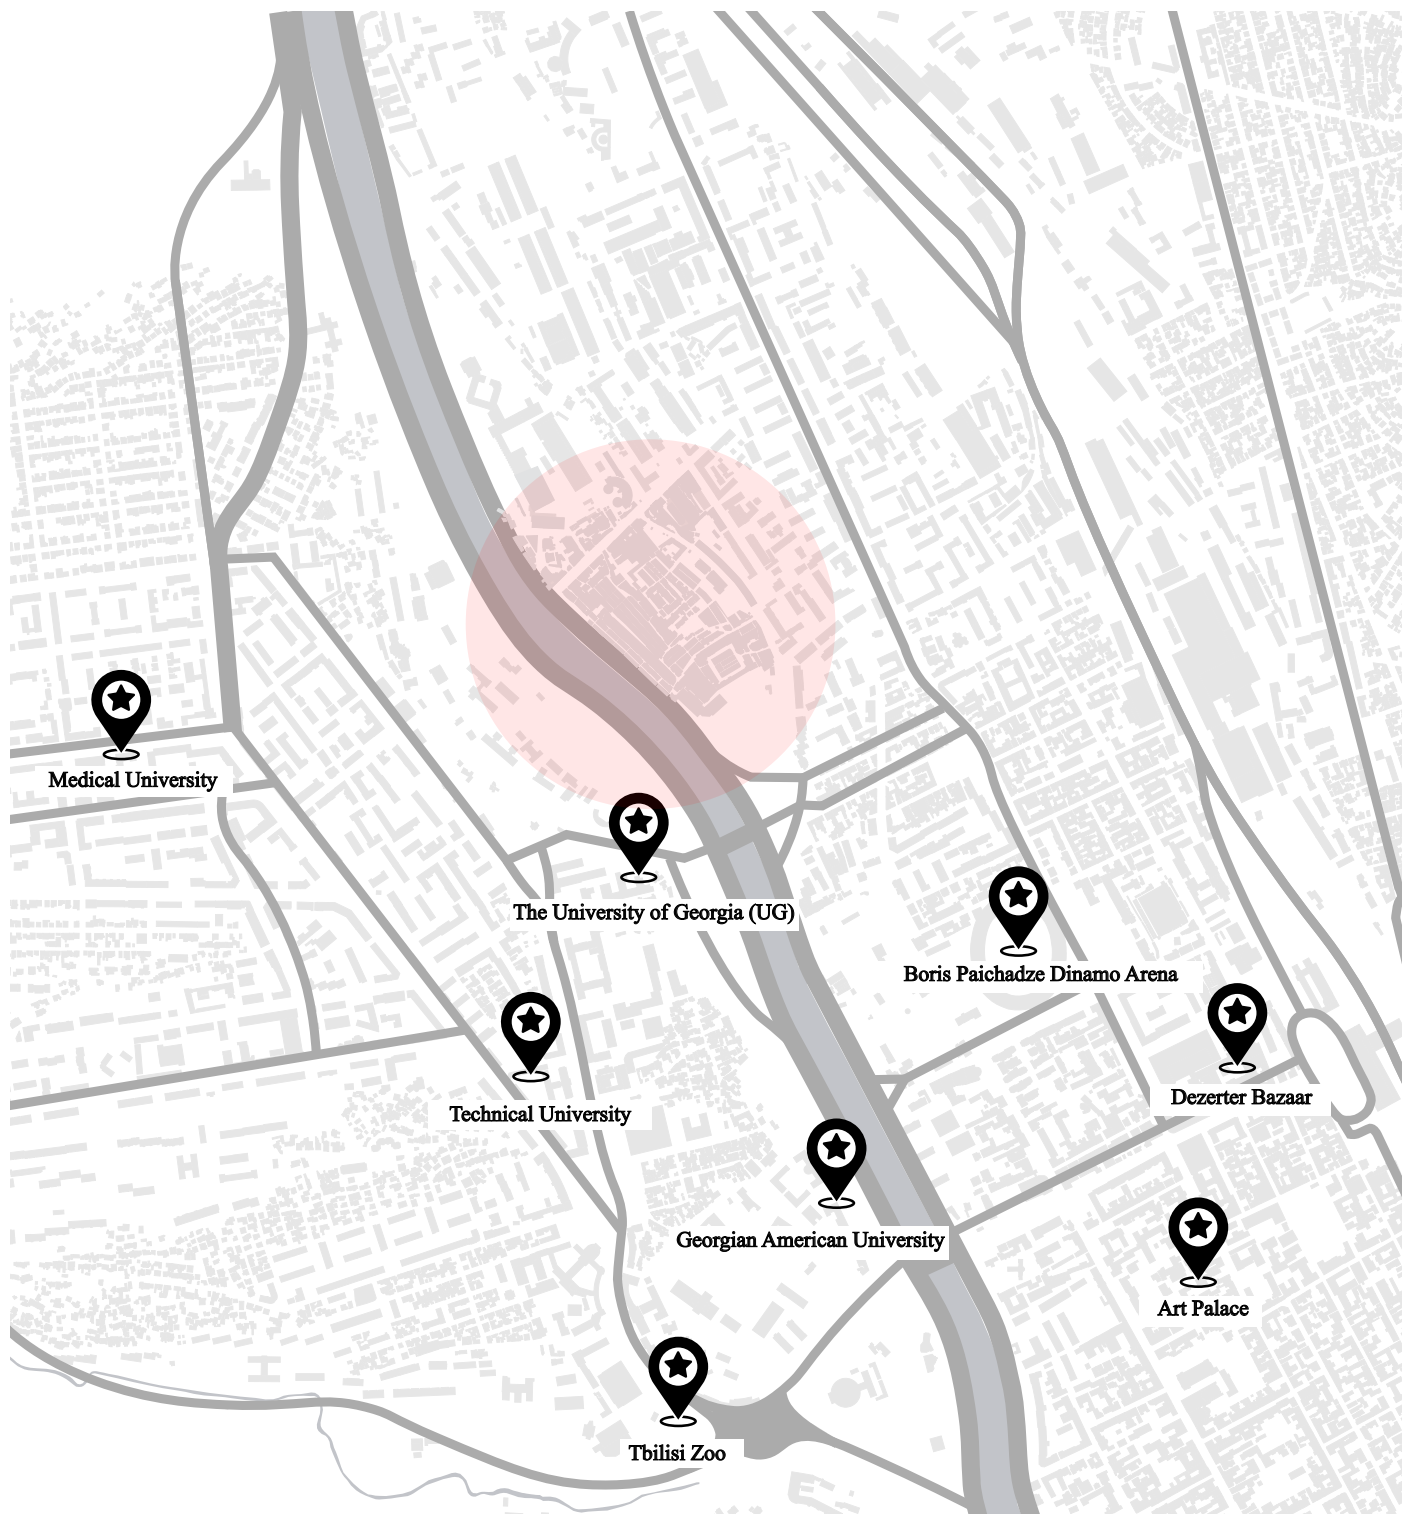 Medical University
The University of Georgia (UG)
Boris Paichadze Dinamo Arena
Dezerter Bazaar
Technical University
Georgian American University
Art Palace
Tbilisi Zoo